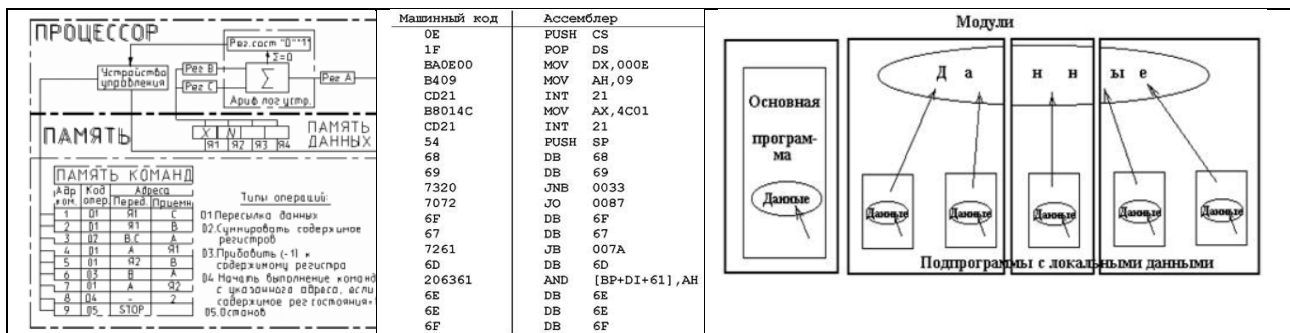 ПРОЦЕССОР
Рег.сост "0""1"
Σ=0
Устройство
управления
Рег B
Рег C
Σ
Рег A
Ариф лог устр.
ПАМЯТЬ
X N
Я1 Я2 Я3 Я4
ПАМЯТЬ
ДАННЫХ
ПАМЯТЬ КОМАНД
Адр ком. Код опер. Адреса
Перед. Приемн
1 01 Я1 C
2 01 Я1 B
3 02 B,C A
4 01 A Я1
5 01 Я2 B
6 03 B A
7 01 A Я2
8 04 - 2
9 05 STOP
Типы операций:
01 Пересылка данных
02.Суммировать содержимое
регистров
03.Прибавить (-1) к
содержимому регистра
04 Начать выполнение команд
с указанного адреса, если
содержимое рег состояния=
05.Останов
Машинный код Ассемблер
0E PUSH CS
1F POP DS
BA0E00 MOV DX,000E
B409 MOV AH,09
CD21 INT 21
B8014C MOV AX,4C01
CD21 INT 21
54 PUSH SP
68 DB 68
69 DB 69
7320 JNB 0033
7072 JO 0087
6F DB 6F
67 DB 67
7261 JB 007A
6D DB 6D
206361 AND [BP+DI+61],AH
6E DB 6E
6E DB 6E
6F DB 6F
Модули
Д а н н ы е
Основная
програм-
ма
Данные
Данные Данные Данные Данные Данные
Подпрограммы с локальными данными